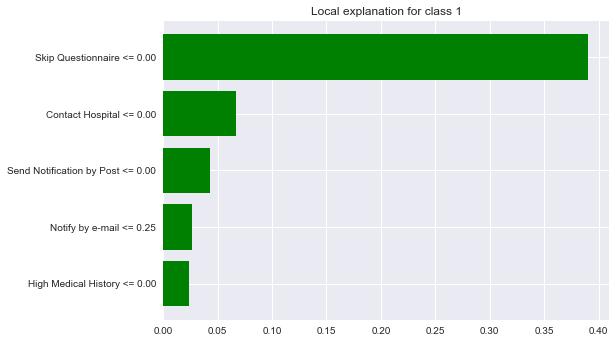 Local explanation for class 1
Skip Questionnaire <= 0.00
Contact Hospital <= 0.00
Send Notification by Post <= 0.00
Notify by e-mail <= 0.25
High Medical History <= 0.00
0.00 0.05 0.10 0.15 0.20 0.25 0.30 0.35 0.40